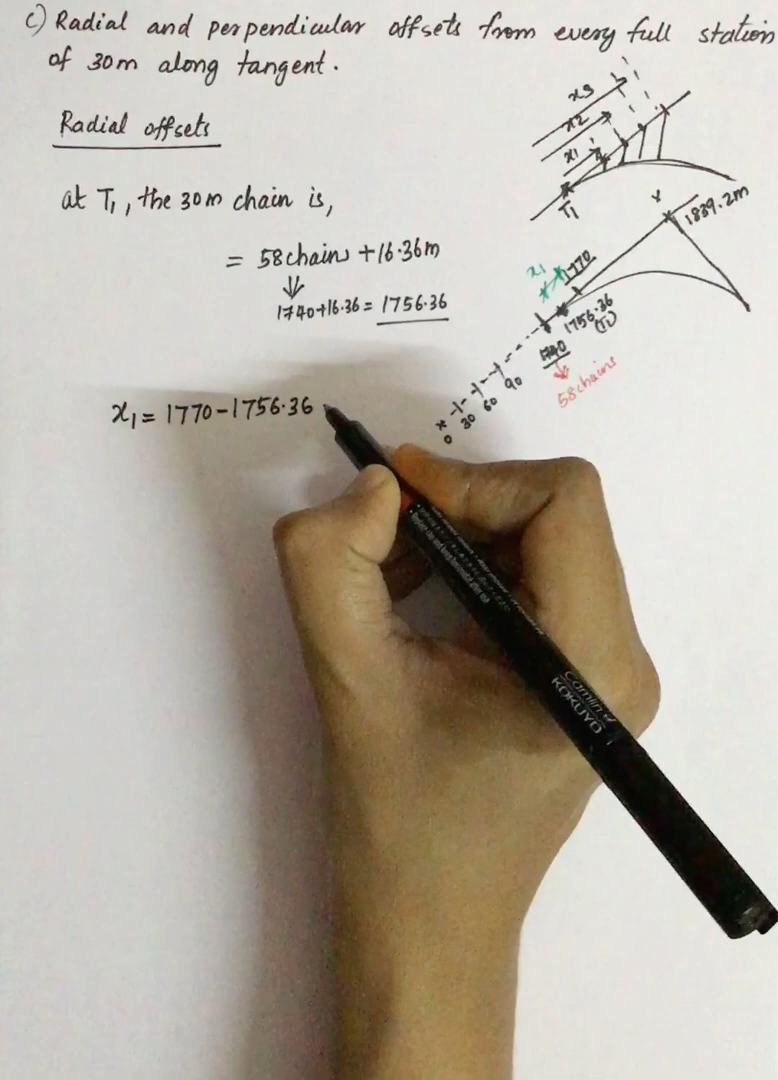 c) Radial and perpendicular offsets from every full station
of 30m along tangent.
Radial offsets
at T1, the 30m chain is,
= 58 chains + 16.36m
1740+16.36 = 1756.36
x1 = 1770 - 1756.36
x3
x2
x1
T1
Y
1839.2m
x1
1770
1756.36
(T1)
1740
58 chains
0 30 60 90
Camlin
KOKUYO